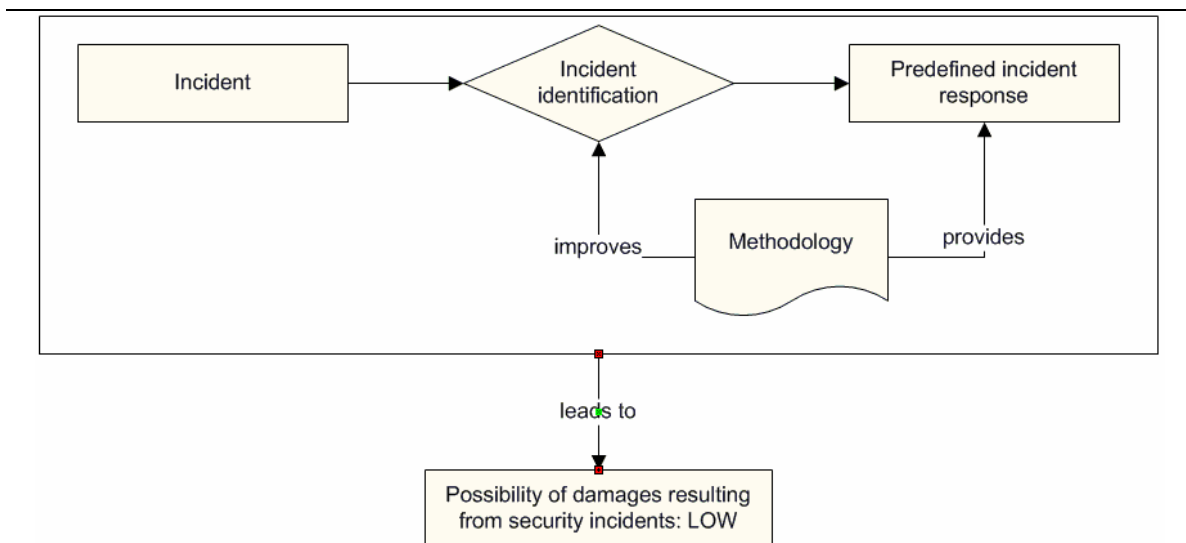 Incident
Incident
identification
Predefined incident
response
improves
Methodology
provides
leads to
Possibility of damages resulting
from security incidents: LOW